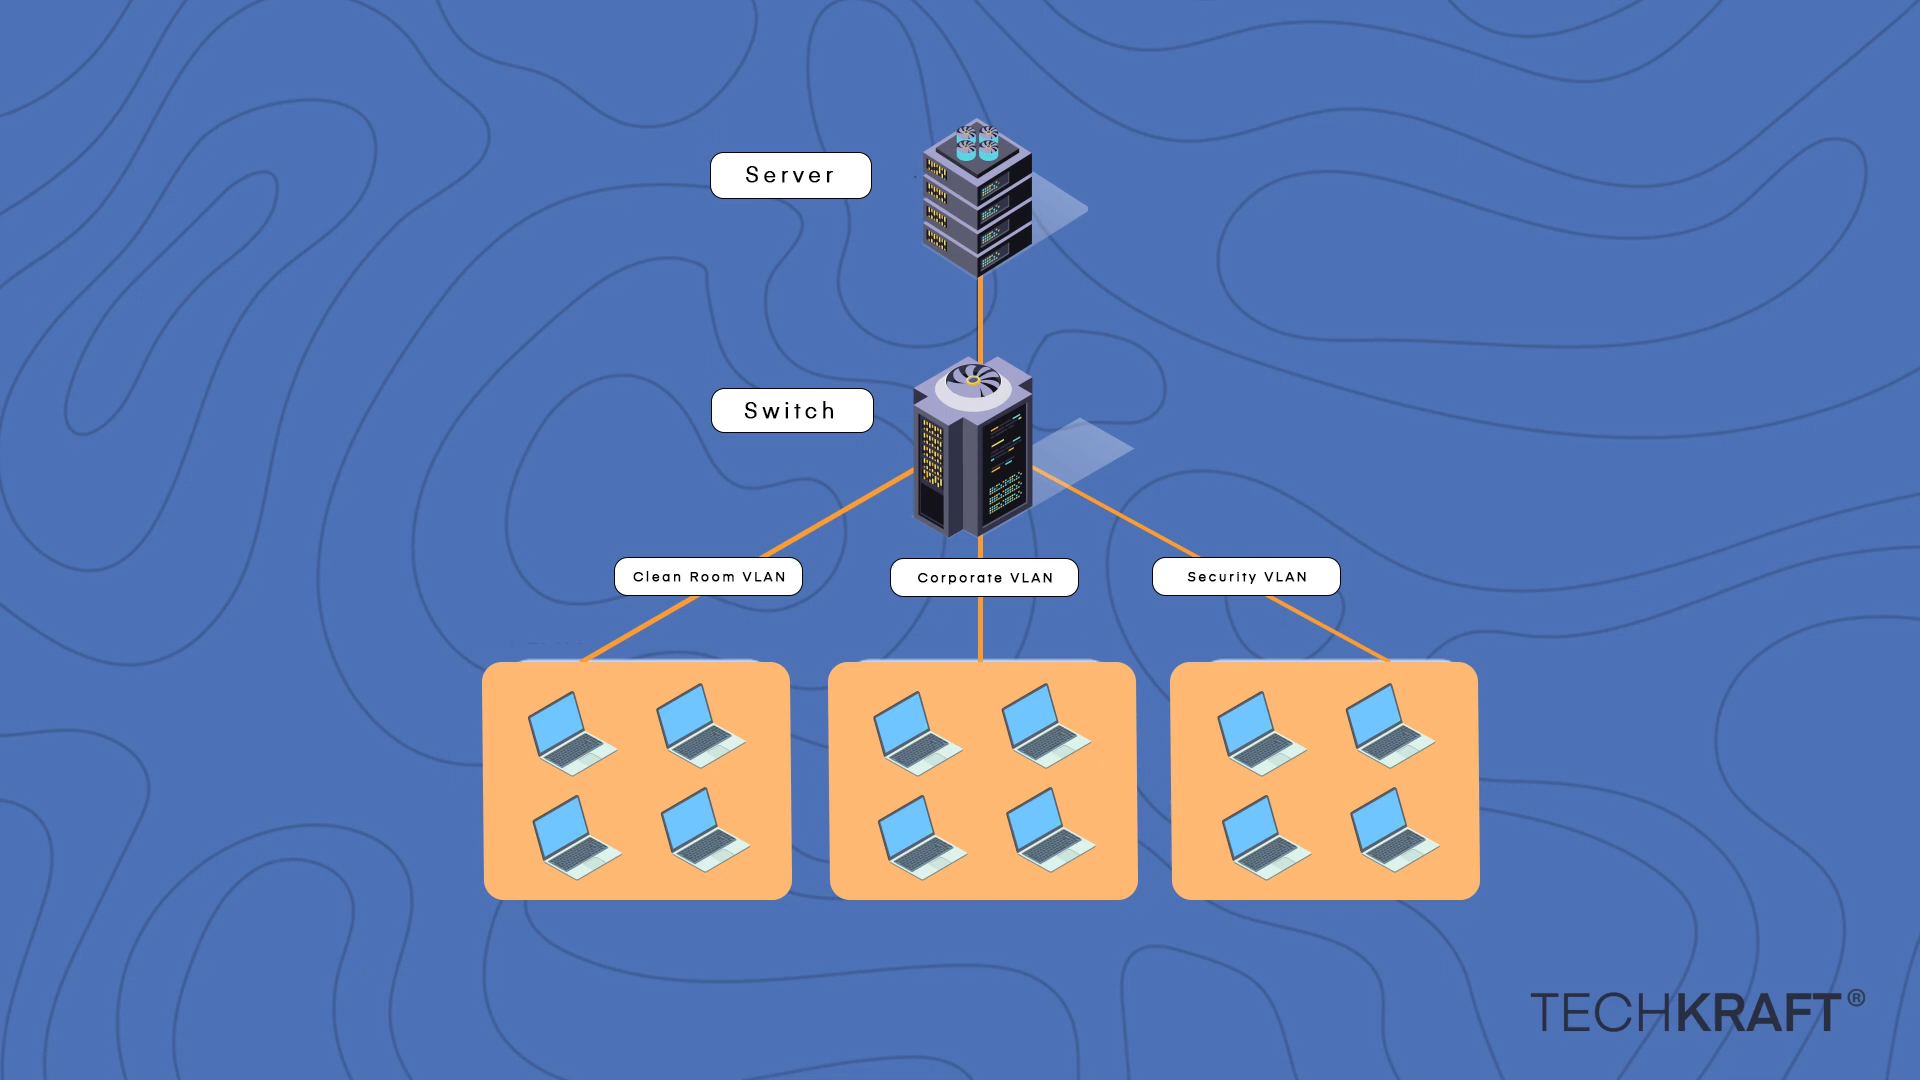 Server
Switch
Clean Room VLAN
Corporate VLAN
Security VLAN
TECHKRAFT®